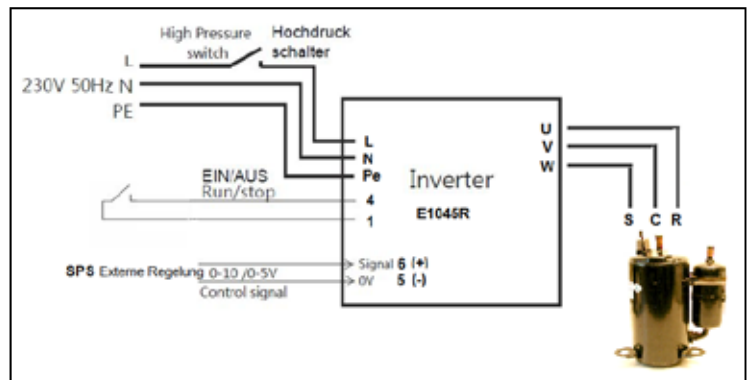 High Pressure Hochdruck
switch schalter
L
230V 50Hz N
PE
L
N
Pe
EIN/AUS
Run/stop
4
1
Inverter
E1045R
U
V
W
S C R
SPS Externe Regelung 0-10 /0-5V
Control signal
Signal 6 (+)
0V 5 (-)